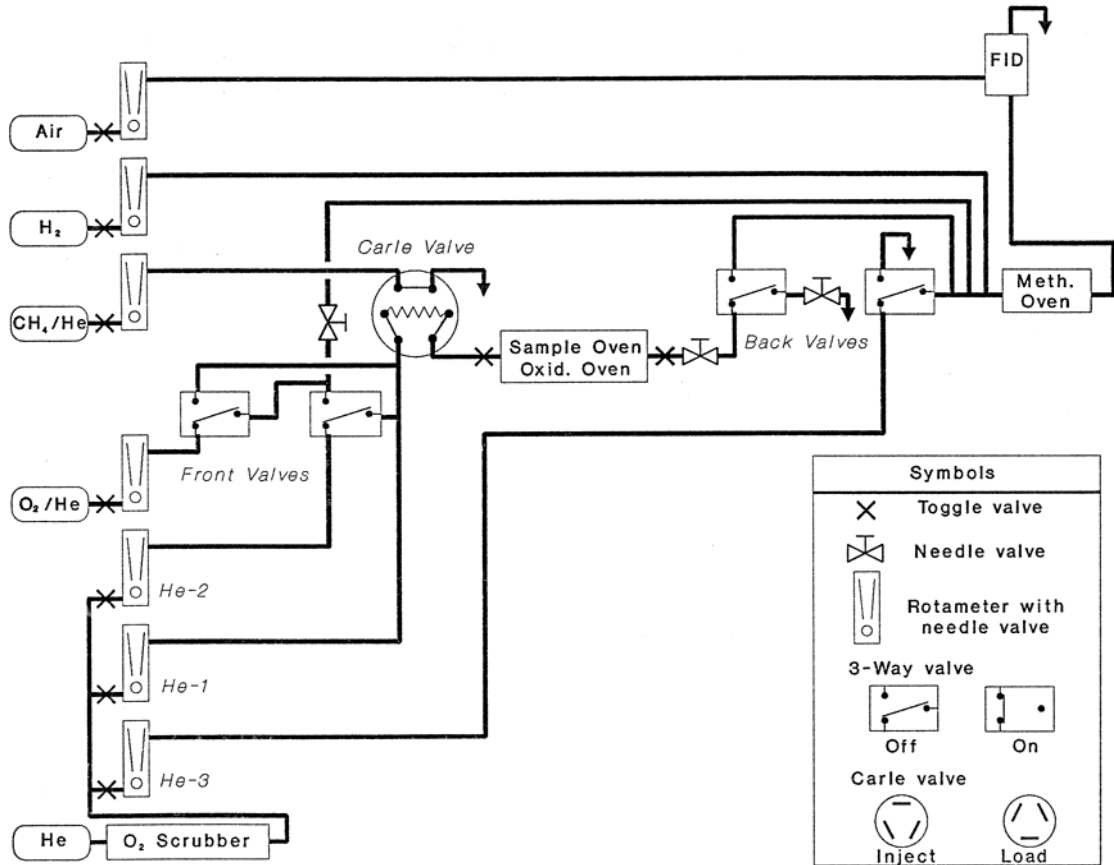 FID
Air
H₂
Carle Valve
CH₄/He
Meth.
Oven
Sample Oven
Oxid. Oven
Back Valves
Front Valves
O₂/He
He-2
He-1
He-3
He
O₂ Scrubber
Symbols
Toggle valve
Needle valve
Rotameter with
needle valve
3-Way valve
Off
On
Carle valve
Inject
Load